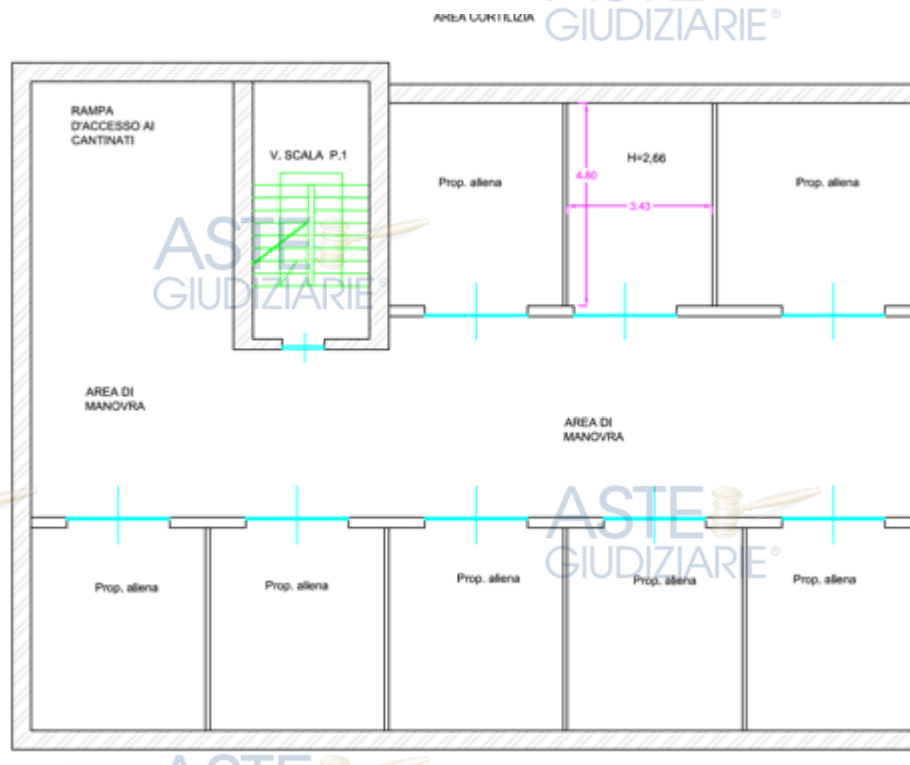 AREA CORTILIZIA
GIUDIZIARIE®
RAMPA
D'ACCESSO AI
CANTINATI
V. SCALA P.1
Prop. aliena
4.80
H=2,66
3.43
Prop. aliena
ASTE
GIUDIZIARIE®
AREA DI
MANOVRA
AREA DI
MANOVRA
ASTE
GIUDIZIARIE®
Prop. aliena
Prop. aliena
Prop. aliena
Prop. aliena
Prop. aliena
ASTE